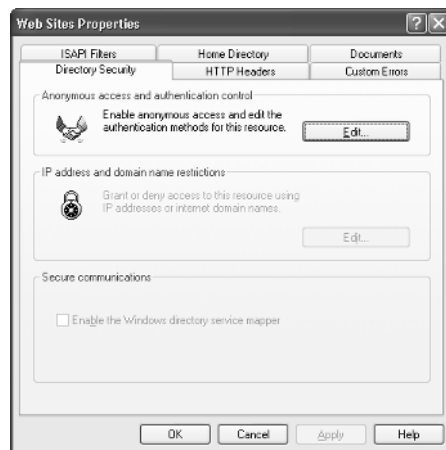 Web Sites Properties
ISAPI Filters
Home Directory
Documents
Directory Security
HTTP Headers
Custom Errors
Anonymous access and authentication control
Enable anonymous access and edit the
authentication methods for this resource.
Edit...
IP address and domain name restrictions
Grant or deny access to this resource using
IP addresses or internet domain names.
Edit...
Secure communications
Enable the Windows directory service mapper
OK
Cancel
Apply
Help